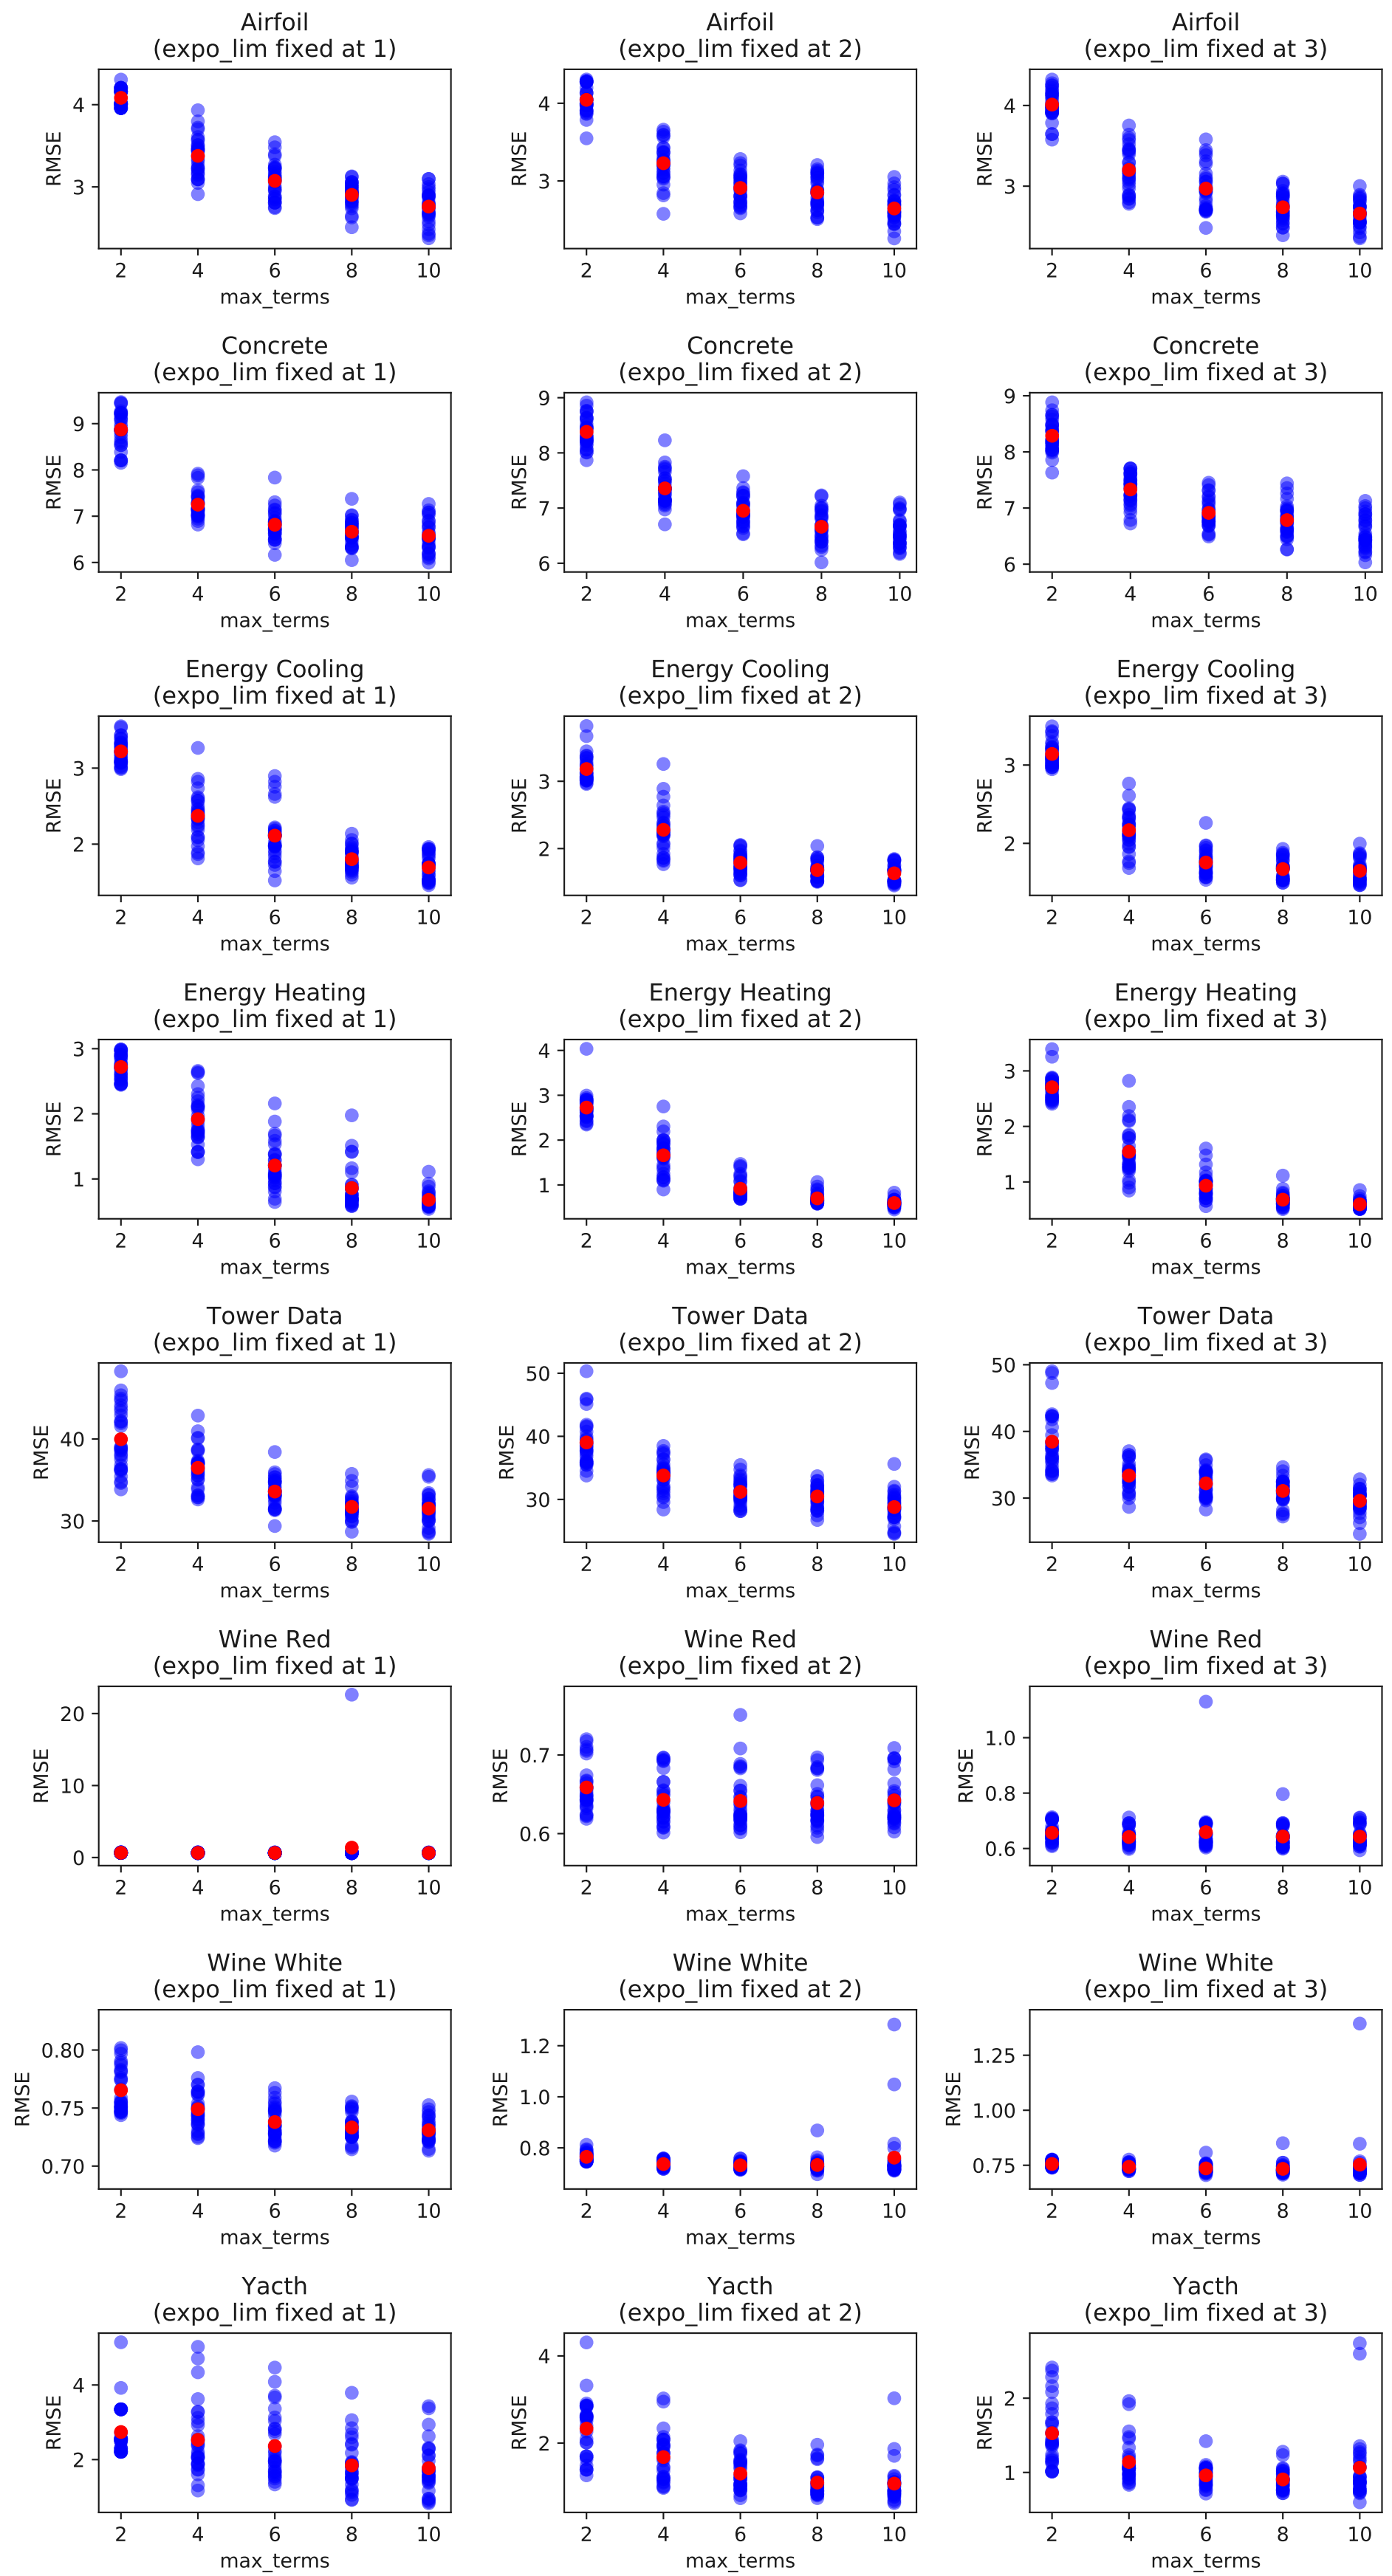 Airfoil
(expo_lim fixed at 1)
Airfoil
(expo_lim fixed at 2)
Airfoil
(expo_lim fixed at 3)
RMSE
4
3
2 4 6 8 10
max_terms
RMSE
4
3
2 4 6 8 10
max_terms
RMSE
4
3
2 4 6 8 10
max_terms
Concrete
(expo_lim fixed at 1)
Concrete
(expo_lim fixed at 2)
Concrete
(expo_lim fixed at 3)
RMSE
9
8
7
6
2 4 6 8 10
max_terms
RMSE
9
8
7
6
2 4 6 8 10
max_terms
RMSE
9
8
7
6
2 4 6 8 10
max_terms
Energy Cooling
(expo_lim fixed at 1)
Energy Cooling
(expo_lim fixed at 2)
Energy Cooling
(expo_lim fixed at 3)
RMSE
3
2
2 4 6 8 10
max_terms
RMSE
3
2
2 4 6 8 10
max_terms
RMSE
3
2
2 4 6 8 10
max_terms
Energy Heating
(expo_lim fixed at 1)
Energy Heating
(expo_lim fixed at 2)
Energy Heating
(expo_lim fixed at 3)
RMSE
3
2
1
2 4 6 8 10
max_terms
RMSE
4
3
2
1
2 4 6 8 10
max_terms
RMSE
3
2
1
2 4 6 8 10
max_terms
Tower Data
(expo_lim fixed at 1)
Tower Data
(expo_lim fixed at 2)
Tower Data
(expo_lim fixed at 3)
RMSE
40
30
2 4 6 8 10
max_terms
RMSE
50
40
30
2 4 6 8 10
max_terms
RMSE
50
40
30
2 4 6 8 10
max_terms
Wine Red
(expo_lim fixed at 1)
Wine Red
(expo_lim fixed at 2)
Wine Red
(expo_lim fixed at 3)
RMSE
20
10
0
2 4 6 8 10
max_terms
RMSE
0.7
0.6
2 4 6 8 10
max_terms
RMSE
1.0
0.8
0.6
2 4 6 8 10
max_terms
Wine White
(expo_lim fixed at 1)
Wine White
(expo_lim fixed at 2)
Wine White
(expo_lim fixed at 3)
RMSE
0.80
0.75
0.70
2 4 6 8 10
max_terms
RMSE
1.2
1.0
0.8
2 4 6 8 10
max_terms
RMSE
1.25
1.00
0.75
2 4 6 8 10
max_terms
Yacth
(expo_lim fixed at 1)
Yacth
(expo_lim fixed at 2)
Yacth
(expo_lim fixed at 3)
RMSE
4
2
2 4 6 8 10
max_terms
RMSE
4
2
2 4 6 8 10
max_terms
RMSE
2
1
2 4 6 8 10
max_terms